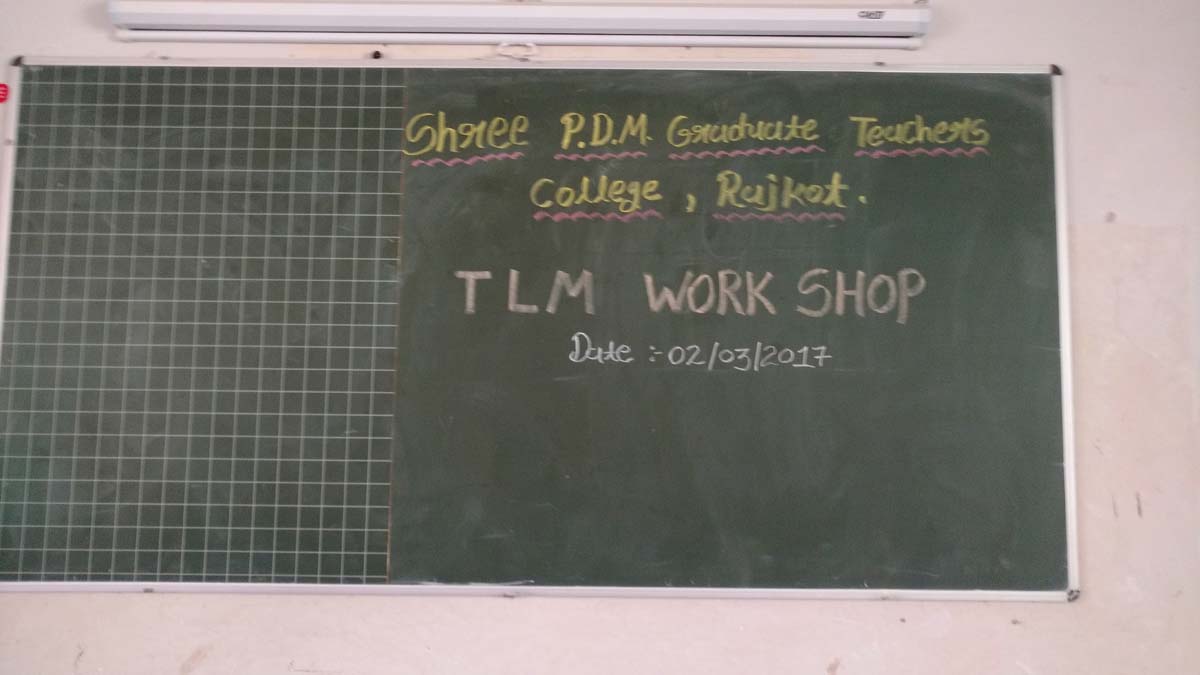 Shree P.D.M. Graduate Teachers
College , Rajkot.
TLM WORK SHOP
Date :- 02/03/2017